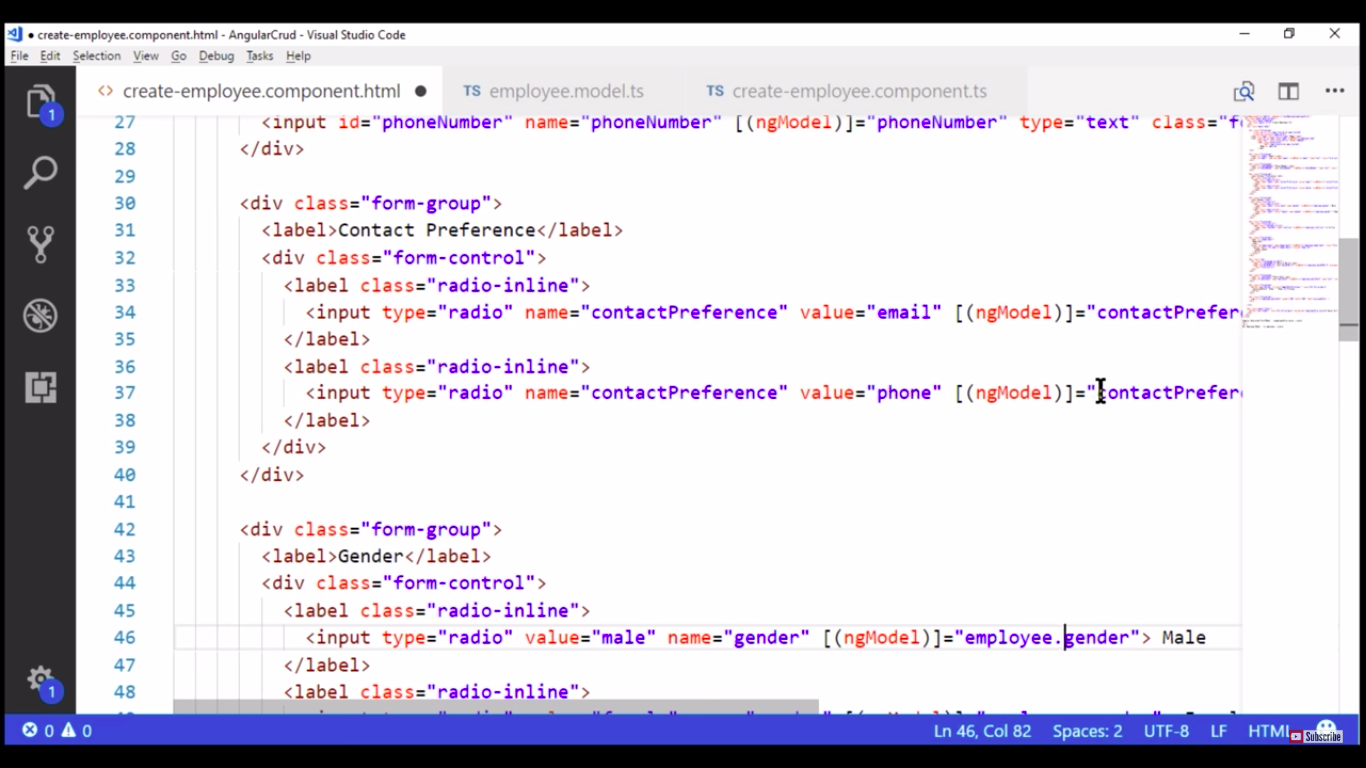 ● create-employee.component.html - AngularCrud - Visual Studio Code
File Edit Selection View Go Debug Tasks Help
<> create-employee.component.html ● TS employee.model.ts TS create-employee.component.ts ...
1
27 <input id="phoneNumber" name="phoneNumber" [(ngModel)]="phoneNumber" type="text" class="f
28 </div>
29
30 <div class="form-group">
31 <label>Contact Preference</label>
32 <div class="form-control">
33 <label class="radio-inline">
34 <input type="radio" name="contactPreference" value="email" [(ngModel)]="contactPrefer
35 </label>
36 <label class="radio-inline">
37 <input type="radio" name="contactPreference" value="phone" [(ngModel)]="contactPrefer
38 </label>
39 </div>
40 </div>
41
42 <div class="form-group">
43 <label>Gender</label>
44 <div class="form-control">
45 <label class="radio-inline">
46 <input type="radio" value="male" name="gender" [(ngModel)]="employee.gender"> Male
47 </label>
48 <label class="radio-inline">
1
0 0 Ln 46, Col 82 Spaces: 2 UTF-8 LF HTML Subscribe